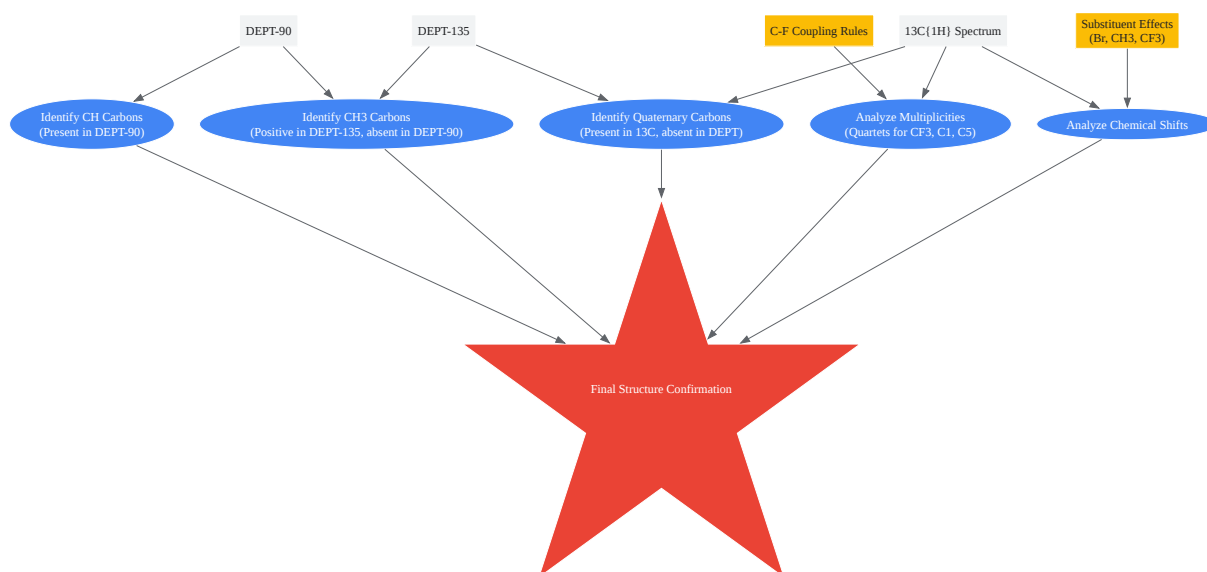 DEPT-90
DEPT-135
C-F Coupling Rules
13C{1H} Spectrum
Substituent Effects
(Br, CH3, CF3)
Identify CH Carbons
(Present in DEPT-90)
Identify CH3 Carbons
(Positive in DEPT-135, absent in DEPT-90)
Identify Quaternary Carbons
(Present in 13C, absent in DEPT)
Analyze Multiplicities
(Quartets for CF3, C1, C5)
Analyze Chemical Shifts
Final Structure Confirmation